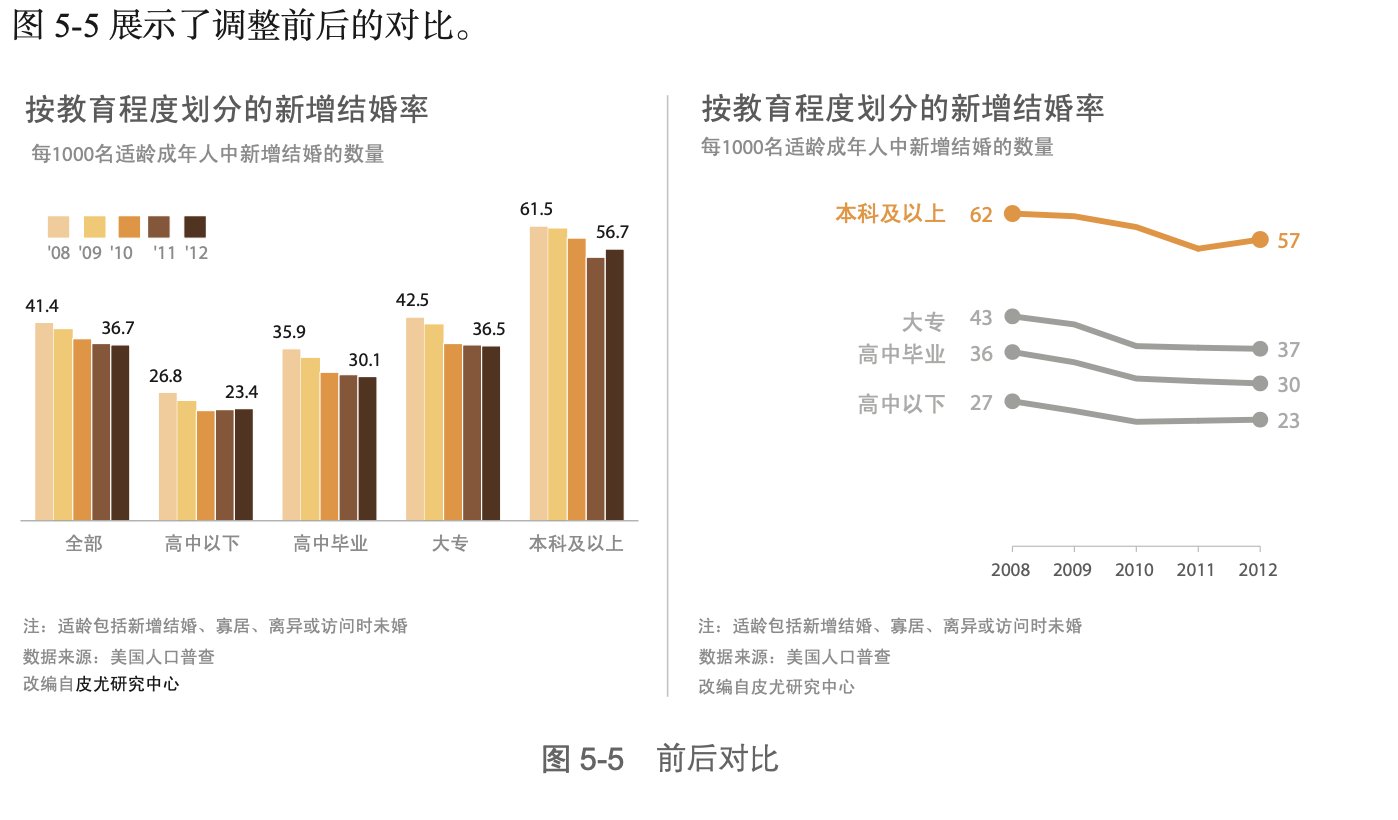 图 5-5 展示了调整前后的对比。
按教育程度划分的新增结婚率
每1000名适龄成年人中新增结婚的数量
'08 '09 '10 '11 '12
41.4
36.7
26.8
23.4
35.9
30.1
42.5
36.5
61.5
56.7
全部 高中以下 高中毕业 大专 本科及以上
注：适龄包括新增结婚、寡居、离异或访问时未婚
数据来源：美国人口普查
改编自皮尤研究中心
按教育程度划分的新增结婚率
每1000名适龄成年人中新增结婚的数量
本科及以上 62 57
大专 43 37
高中毕业 36 30
高中以下 27 23
2008 2009 2010 2011 2012
注：适龄包括新增结婚、寡居、离异或访问时未婚
数据来源：美国人口普查
改编自皮尤研究中心
图 5-5 前后对比